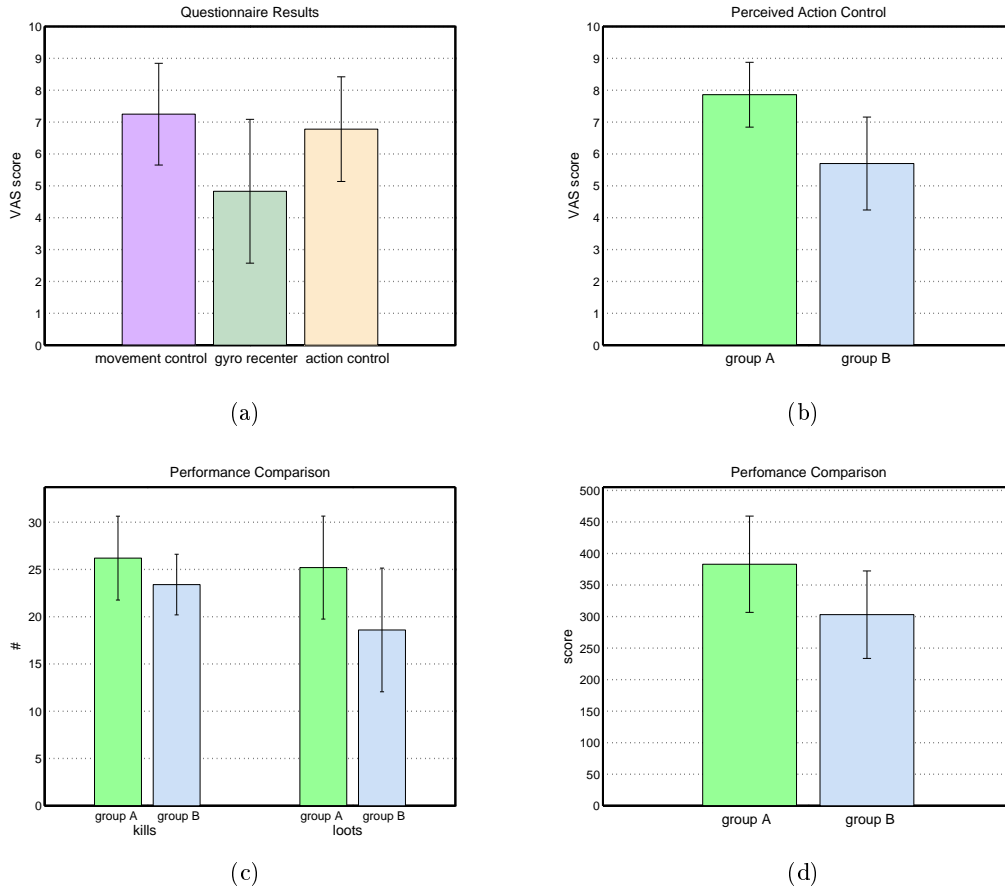 Questionnaire Results
10
9
8
7
6
5
4
3
2
1
0
VAS score
movement control gyro recenter action control
(a)
Perceived Action Control
10
9
8
7
6
5
4
3
2
1
0
VAS score
group A group B
(b)
Performance Comparison
30
25
20
15
10
5
0
#
group A group B group A group B
kills loots
(c)
Perfomance Comparison
500
450
400
350
300
250
200
150
100
50
0
score
group A group B
(d)